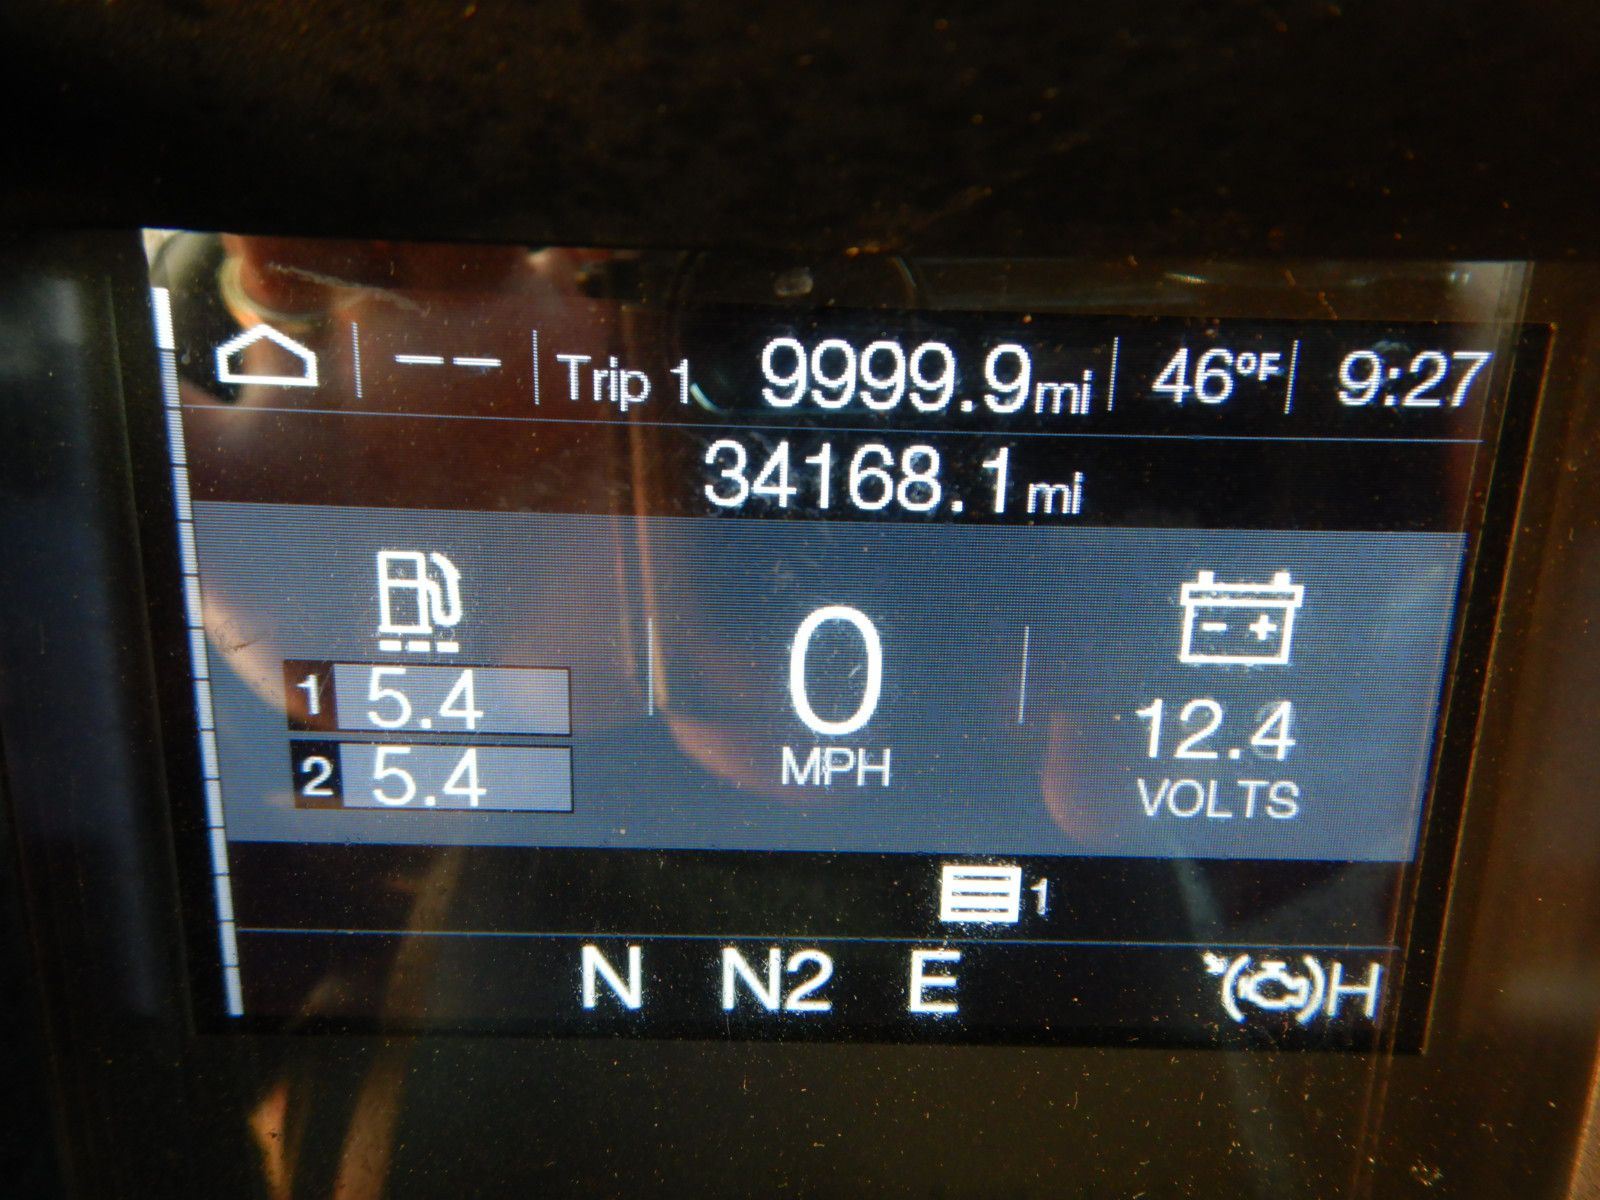 -- Trip 1 9999.9mi 46°F 9:27
34168.1mi
1 5.4
2 5.4
0
MPH
- +
12.4
VOLTS
1
N N2 E H